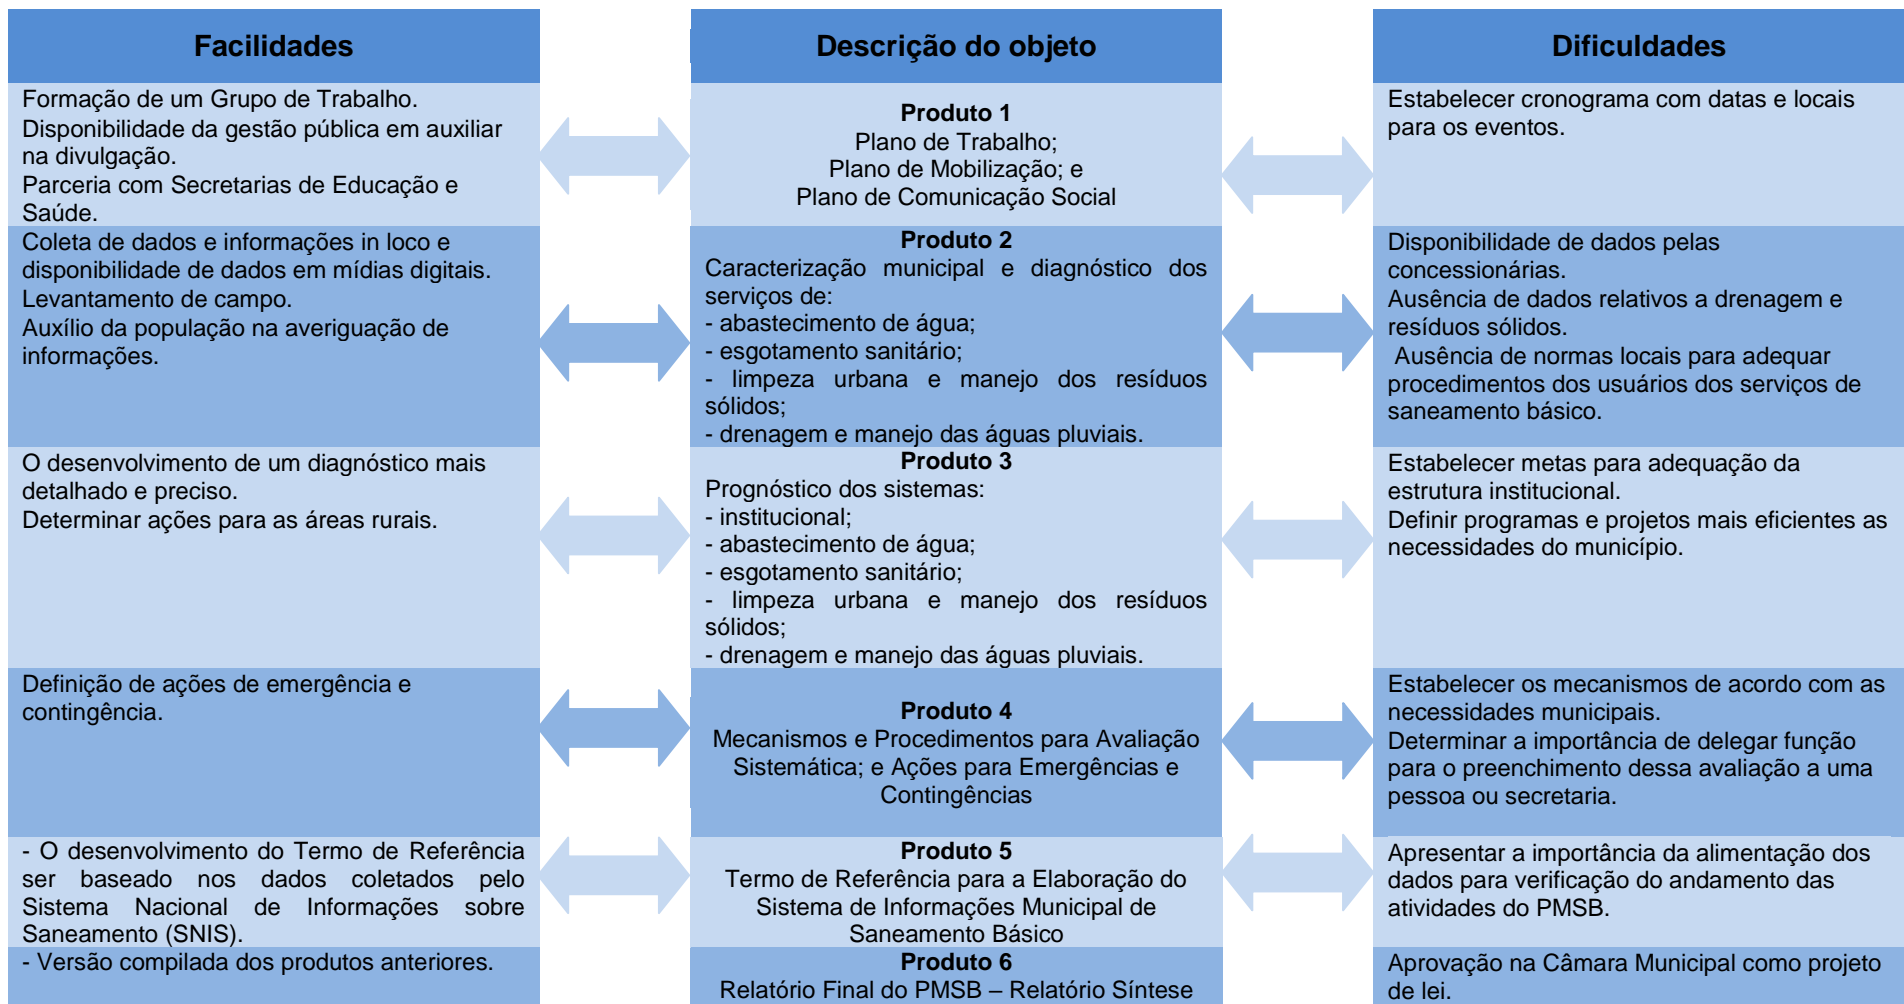 Facilidades
Descrição do objeto
Dificuldades
Formação de um Grupo de Trabalho.
Disponibilidade da gestão pública em auxiliar
na divulgação.
Parceria com Secretarias de Educação e
Saúde.
Produto 1
Plano de Trabalho;
Plano de Mobilização; e
Plano de Comunicação Social
Estabelecer cronograma com datas e locais
para os eventos.
Coleta de dados e informações in loco e
disponibilidade de dados em mídias digitais.
Levantamento de campo.
Auxílio da população na averiguação de
informações.
Produto 2
Caracterização municipal e diagnóstico dos
serviços de:
- abastecimento de água;
- esgotamento sanitário;
- limpeza urbana e manejo dos resíduos
sólidos;
- drenagem e manejo das águas pluviais.
Disponibilidade de dados pelas
concessionárias.
Ausência de dados relativos a drenagem e
resíduos sólidos.
Ausência de normas locais para adequar
procedimentos dos usuários dos serviços de
saneamento básico.
O desenvolvimento de um diagnóstico mais
detalhado e preciso.
Determinar ações para as áreas rurais.
Produto 3
Prognóstico dos sistemas:
- institucional;
- abastecimento de água;
- esgotamento sanitário;
- limpeza urbana e manejo dos resíduos
sólidos;
- drenagem e manejo das águas pluviais.
Estabelecer metas para adequação da
estrutura institucional.
Definir programas e projetos mais eficientes as
necessidades do município.
Definição de ações de emergência e
contingência.
Produto 4
Mecanismos e Procedimentos para Avaliação
Sistemática; e Ações para Emergências e
Contingências
Estabelecer os mecanismos de acordo com as
necessidades municipais.
Determinar a importância de delegar função
para o preenchimento dessa avaliação a uma
pessoa ou secretaria.
- O desenvolvimento do Termo de Referência
ser baseado nos dados coletados pelo
Sistema Nacional de Informações sobre
Saneamento (SNIS).
Produto 5
Termo de Referência para a Elaboração do
Sistema de Informações Municipal de
Saneamento Básico
Apresentar a importância da alimentação dos
dados para verificação do andamento das
atividades do PMSB.
- Versão compilada dos produtos anteriores.
Produto 6
Relatório Final do PMSB – Relatório Síntese
Aprovação na Câmara Municipal como projeto
de lei.